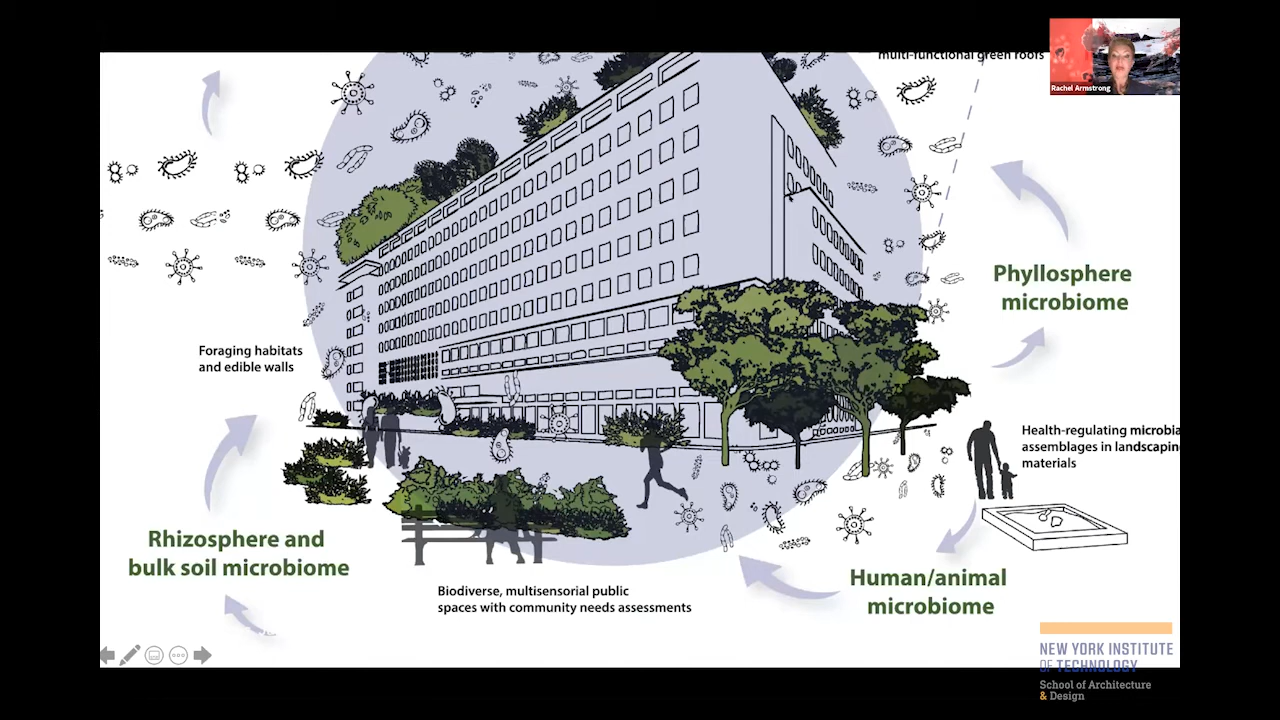 multi-functional green roofs
Rachel Armstrong
Phyllosphere
microbiome
Foraging habitats
and edible walls
Health-regulating microbia
assemblages in landscapin
materials
Rhizosphere and
bulk soil microbiome
Human/animal
microbiome
Biodiverse, multisensorial public
spaces with community needs assessments
NEW YORK INSTITUTE
OF TECHNOLOGY
School of Architecture
& Design